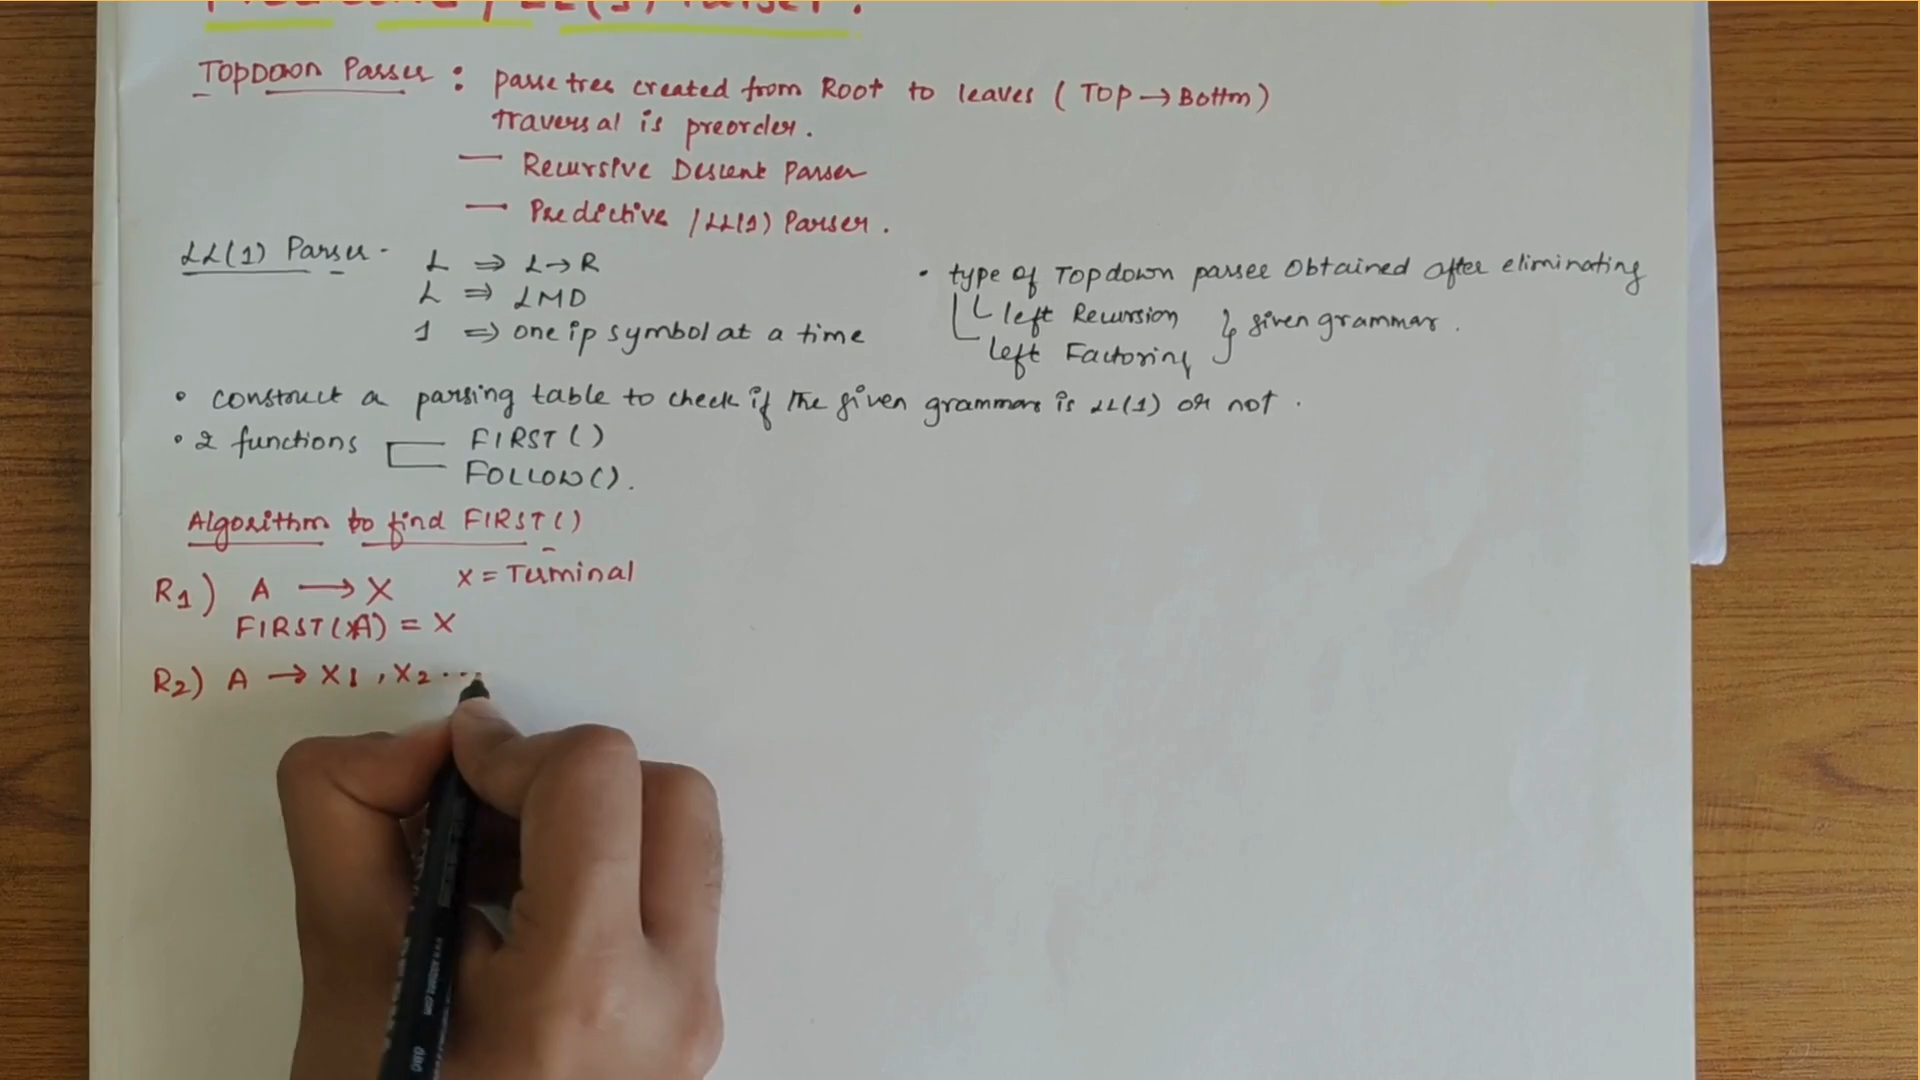 LL(1) Parser :
TopDown Parser : parse tree created from Root to leaves ( TOP → Bottm )
traversal is preorder .
— Recursive Descent Parser
— Predictive / LL(1) Parser .
LL(1) Parser -
L ⇒ L → R
L ⇒ LMD
1 ⇒ one ip symbol at a time
• type of Topdown parser Obtained after eliminating
left Recursion } given grammar .
left Factoring
• construct a parsing table to check if the given grammar is LL(1) or not .
• 2 functions FIRST ( )
FOLLOW( ) .
Algorithm to find FIRST ( )
R1) A → X X = Terminal
FIRST(A) = X
R2) A → X1 , X2 ...